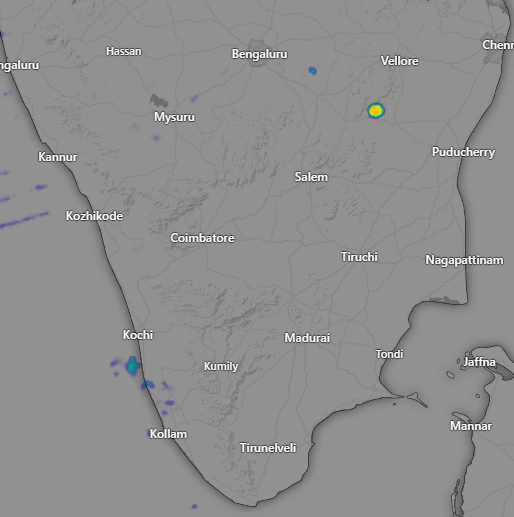 Chenn
Hassan
Bengaluru
Vellore
ngaluru
Mysuru
Puducherry
Kannur
Salem
Kozhikode
Coimbatore
Tiruchi
Nagapattinam
Kochi
Madurai
Tondi
Jaffna
Kumily
Mannar
Kollam
Tirunelveli